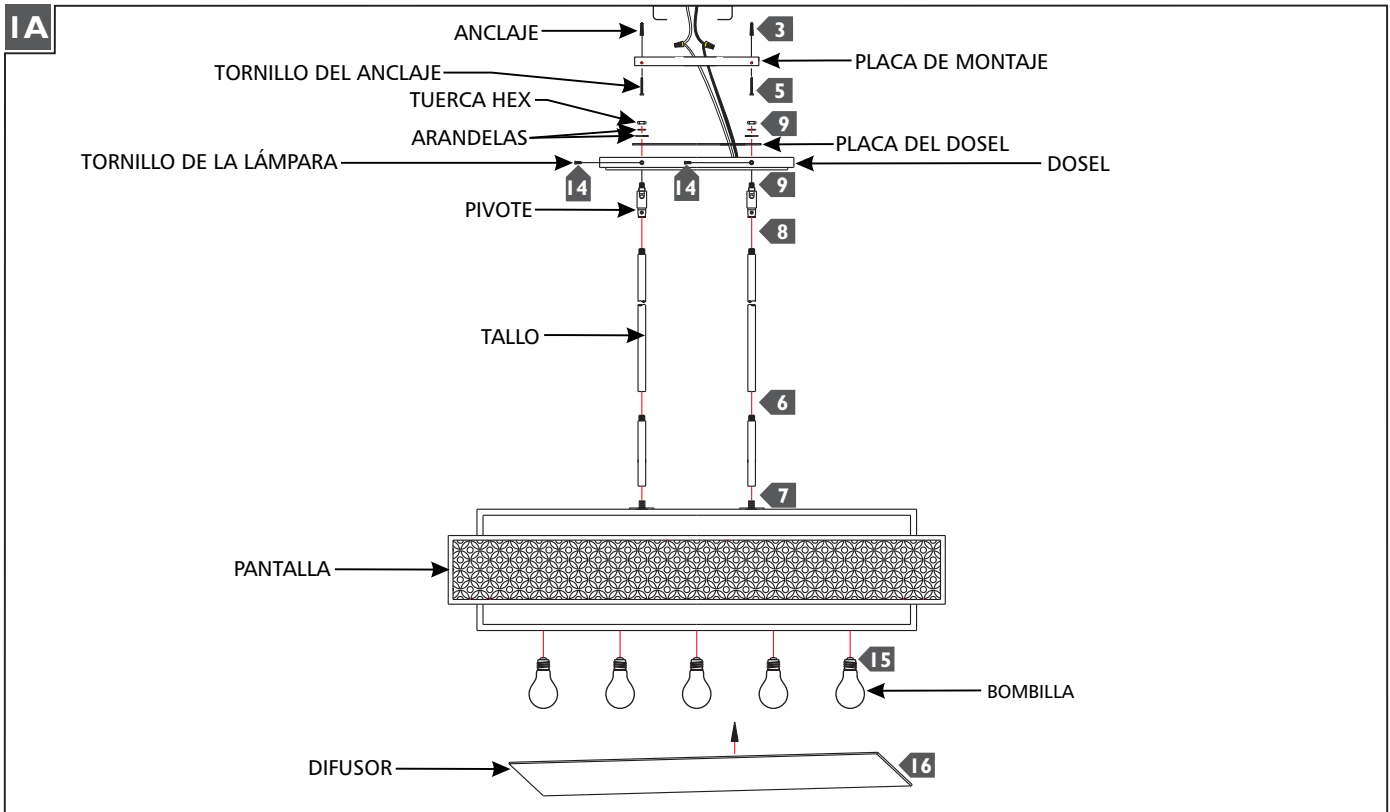 1A
ANCLAJE
3
PLACA DE MONTAJE
TORNILLO DEL ANCLAJE
5
TUERCA HEX
9
ARANDELAS
PLACA DEL DOSEL
TORNILLO DE LA LÁMPARA
14
14
DOSEL
9
PIVOTE
8
TALLO
6
7
PANTALLA
15
BOMBILLA
DIFUSOR
16